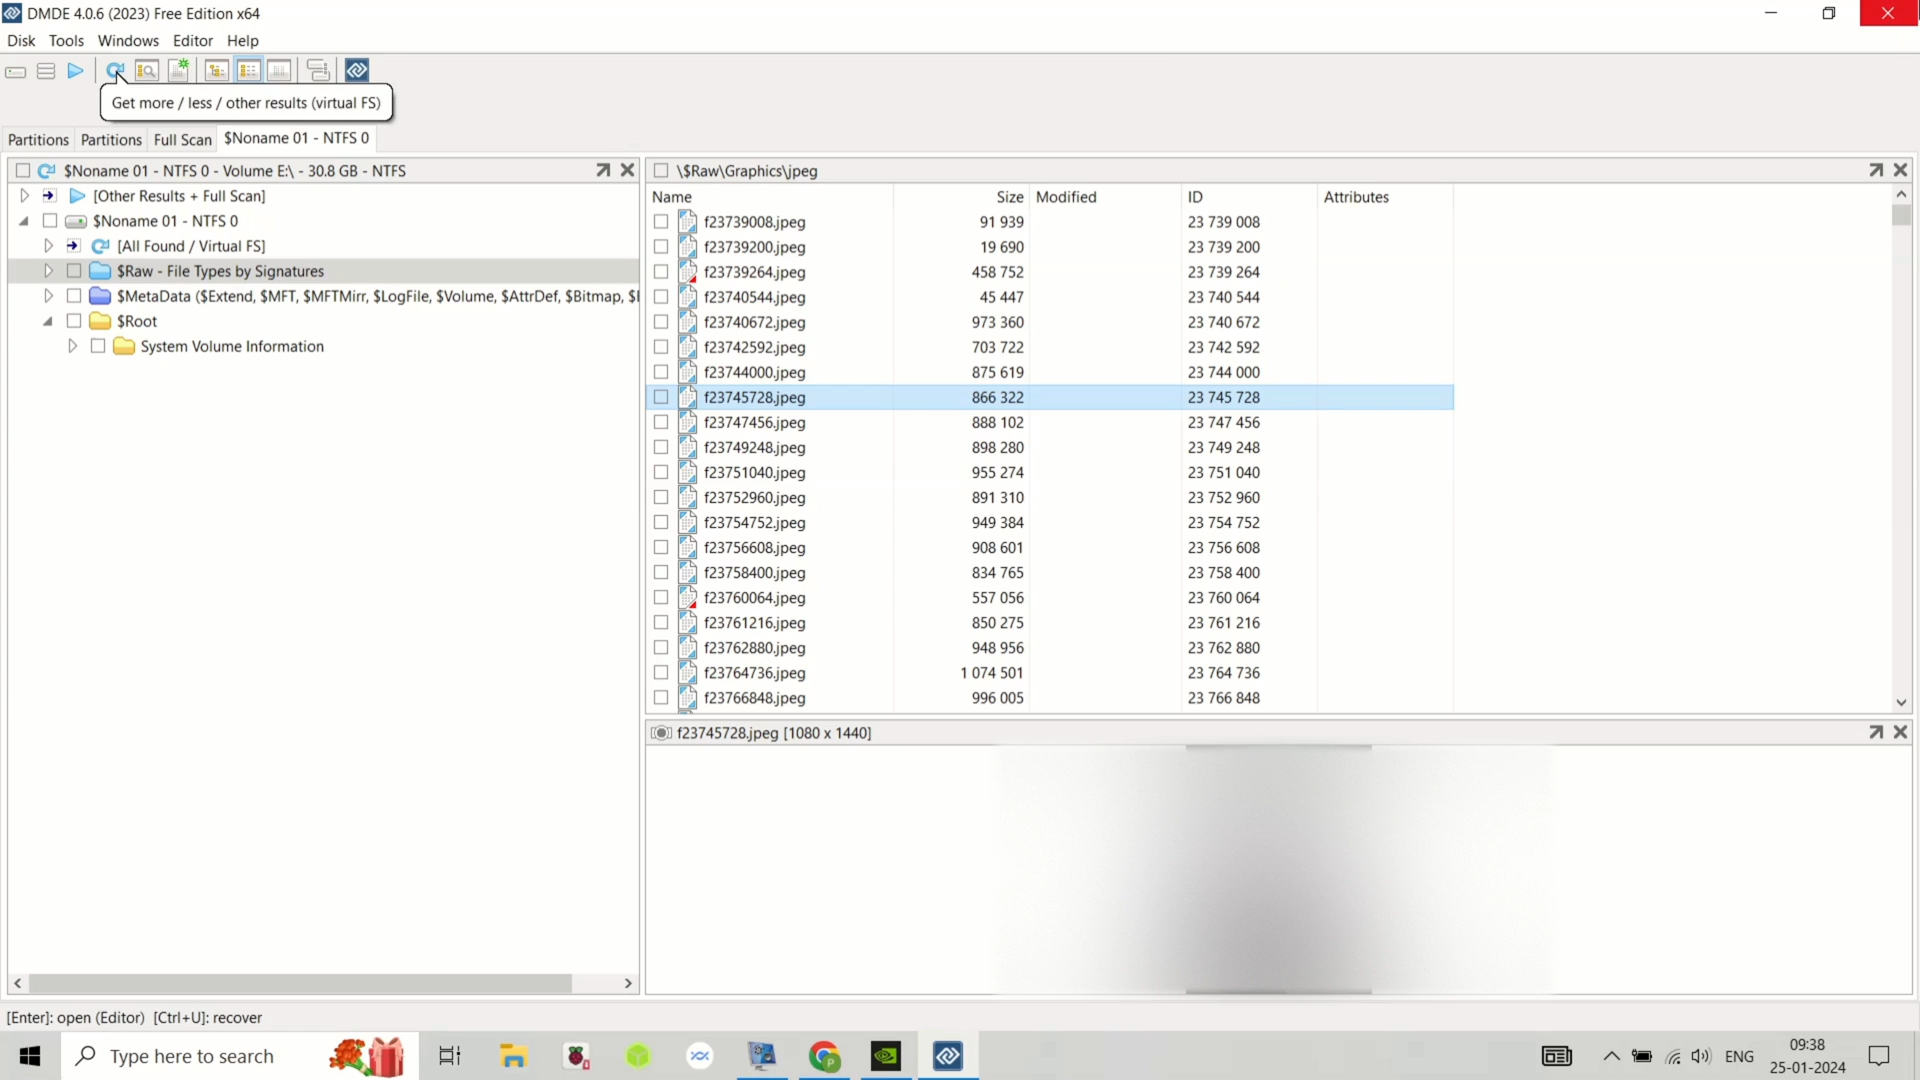 DMDE 4.0.6 (2023) Free Edition x64
Disk Tools Windows Editor Help
Get more / less / other results (virtual FS)
Partitions Partitions Full Scan $Noname 01 - NTFS 0
$Noname 01 - NTFS 0 - Volume E:\ - 30.8 GB - NTFS
[Other Results + Full Scan]
$Noname 01 - NTFS 0
[All Found / Virtual FS]
$Raw - File Types by Signatures
$MetaData ($Extend, $MFT, $MFTMirr, $LogFile, $Volume, $AttrDef, $Bitmap, $
$Root
System Volume Information
\$Raw\Graphics\jpeg
Name Size Modified ID Attributes
f23739008.jpeg 91 939 23 739 008
f23739200.jpeg 19 690 23 739 200
f23739264.jpeg 458 752 23 739 264
f23740544.jpeg 45 447 23 740 544
f23740672.jpeg 973 360 23 740 672
f23742592.jpeg 703 722 23 742 592
f23744000.jpeg 875 619 23 744 000
f23745728.jpeg 866 322 23 745 728
f23747456.jpeg 888 102 23 747 456
f23749248.jpeg 898 280 23 749 248
f23751040.jpeg 955 274 23 751 040
f23752960.jpeg 891 310 23 752 960
f23754752.jpeg 949 384 23 754 752
f23756608.jpeg 908 601 23 756 608
f23758400.jpeg 834 765 23 758 400
f23760064.jpeg 557 056 23 760 064
f23761216.jpeg 850 275 23 761 216
f23762880.jpeg 948 956 23 762 880
f23764736.jpeg 1 074 501 23 764 736
f23766848.jpeg 996 005 23 766 848
f23745728.jpeg [1080 x 1440]
[Enter]: open (Editor) [Ctrl+U]: recover
Type here to search
ENG
09:38
25-01-2024